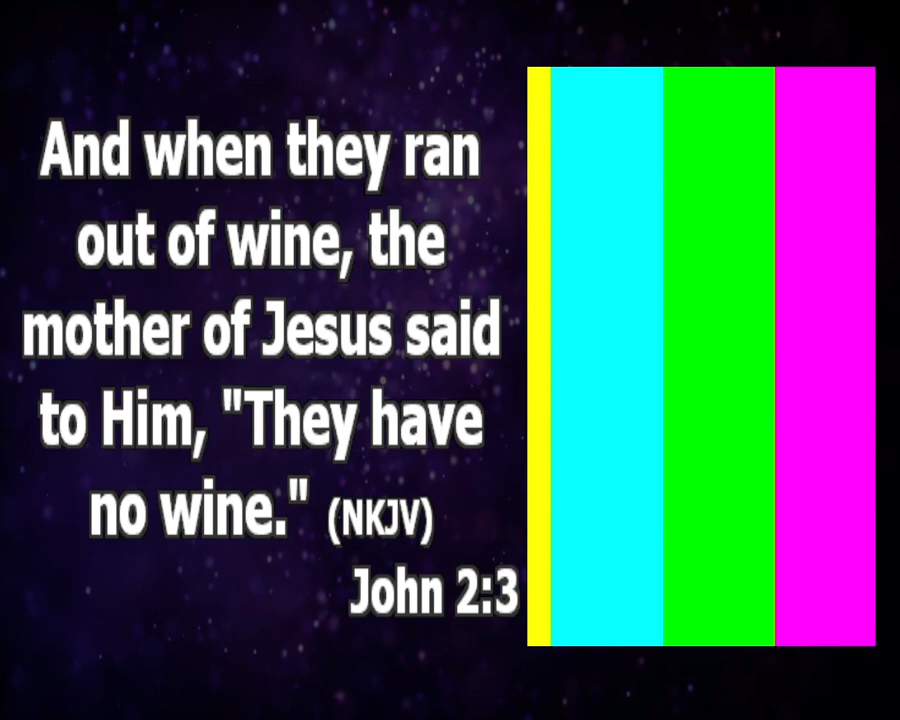 And when they ran
out of wine, the
mother of Jesus said
to Him, "They have
no wine." (NKJV)
John 2:3